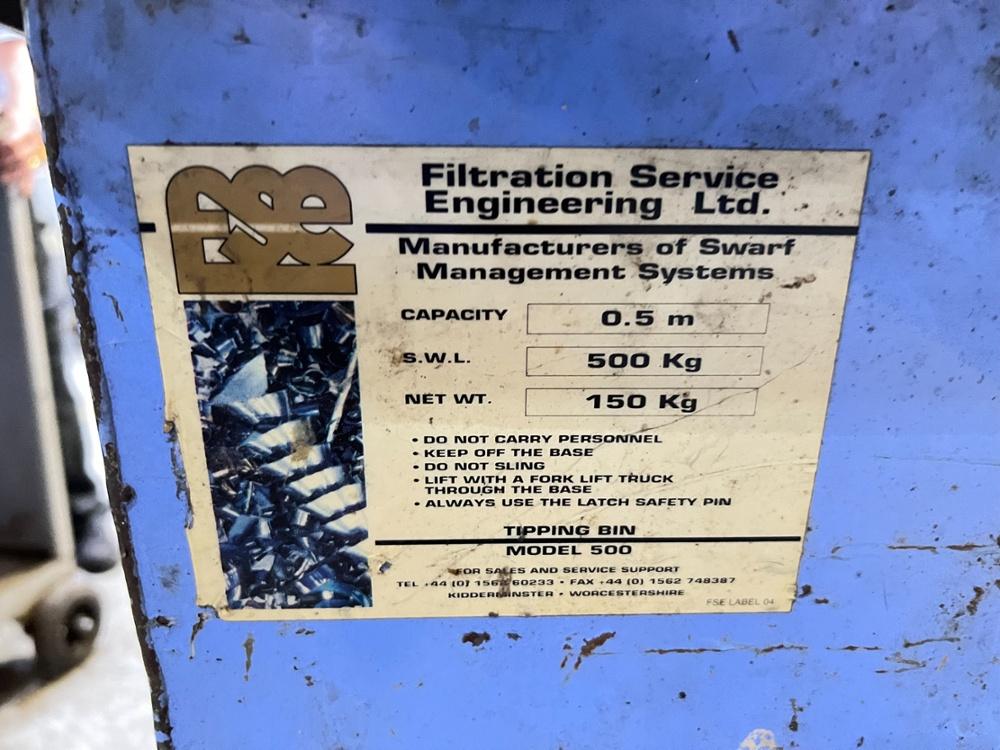 fse
Filtration Service
Engineering Ltd.
Manufacturers of Swarf
Management Systems
CAPACITY 0.5 m
S.W.L. 500 Kg
NET WT. 150 Kg
• DO NOT CARRY PERSONNEL
• KEEP OFF THE BASE
• DO NOT SLING
• LIFT WITH A FORK LIFT TRUCK
THROUGH THE BASE
• ALWAYS USE THE LATCH SAFETY PIN
TIPPING BIN
MODEL 500
FOR SALES AND SERVICE SUPPORT
TEL +44 (0) 1562 60233 • FAX +44 (0) 1562 748387
KIDDERMINSTER • WORCESTERSHIRE
FSE LABEL 04